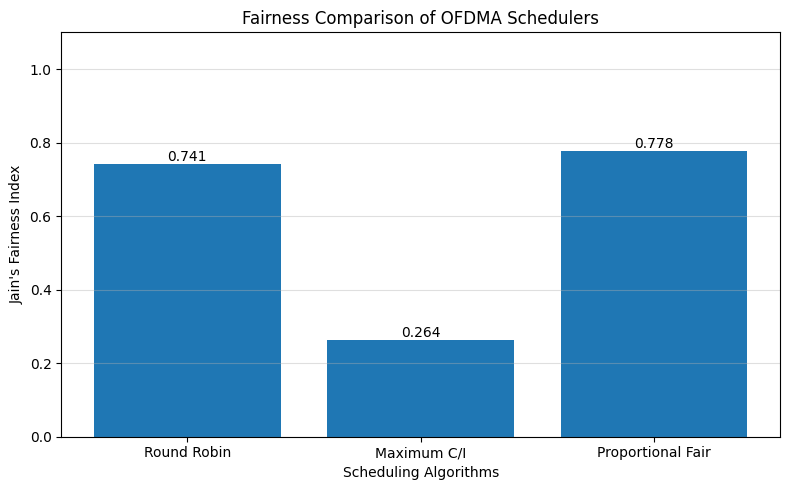 Fairness Comparison of OFDMA Schedulers
Jain's Fairness Index
1.0
0.8
0.6
0.4
0.2
0.0
0.741
0.264
0.778
Round Robin
Maximum C/I
Proportional Fair
Scheduling Algorithms